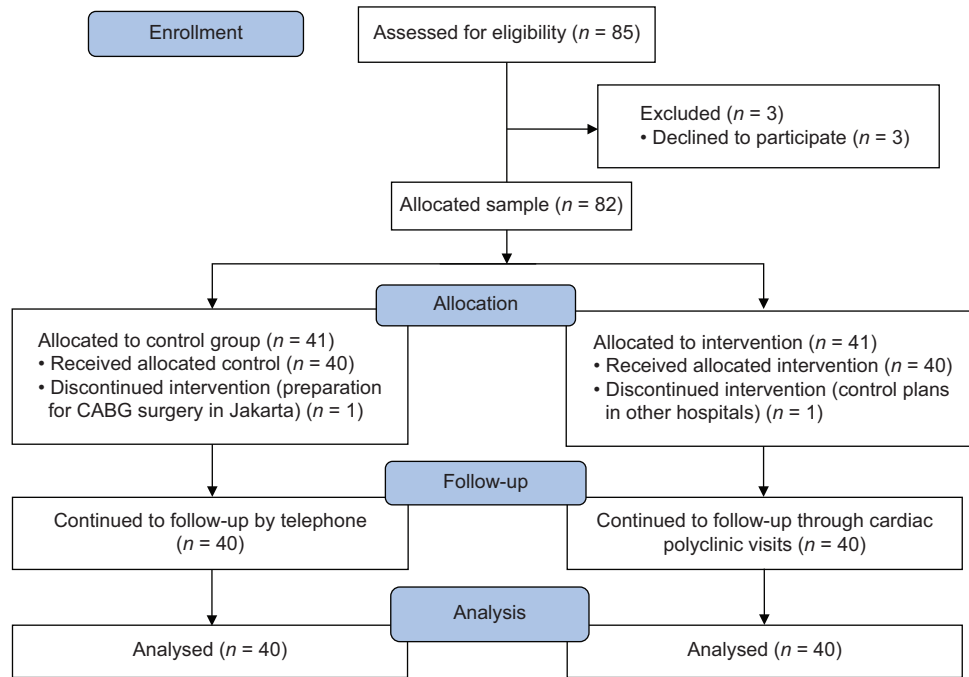 Enrollment
Assessed for eligibility (n = 85)
Excluded (n = 3)
• Declined to participate (n = 3)
Allocated sample (n = 82)
Allocation
Allocated to control group (n = 41)
• Received allocated control (n = 40)
• Discontinued intervention (preparation
for CABG surgery in Jakarta) (n = 1)
Allocated to intervention (n = 41)
• Received allocated intervention (n = 40)
• Discontinued intervention (control plans
in other hospitals) (n = 1)
Follow-up
Continued to follow-up by telephone
(n = 40)
Continued to follow-up through cardiac
polyclinic visits (n = 40)
Analysis
Analysed (n = 40)
Analysed (n = 40)